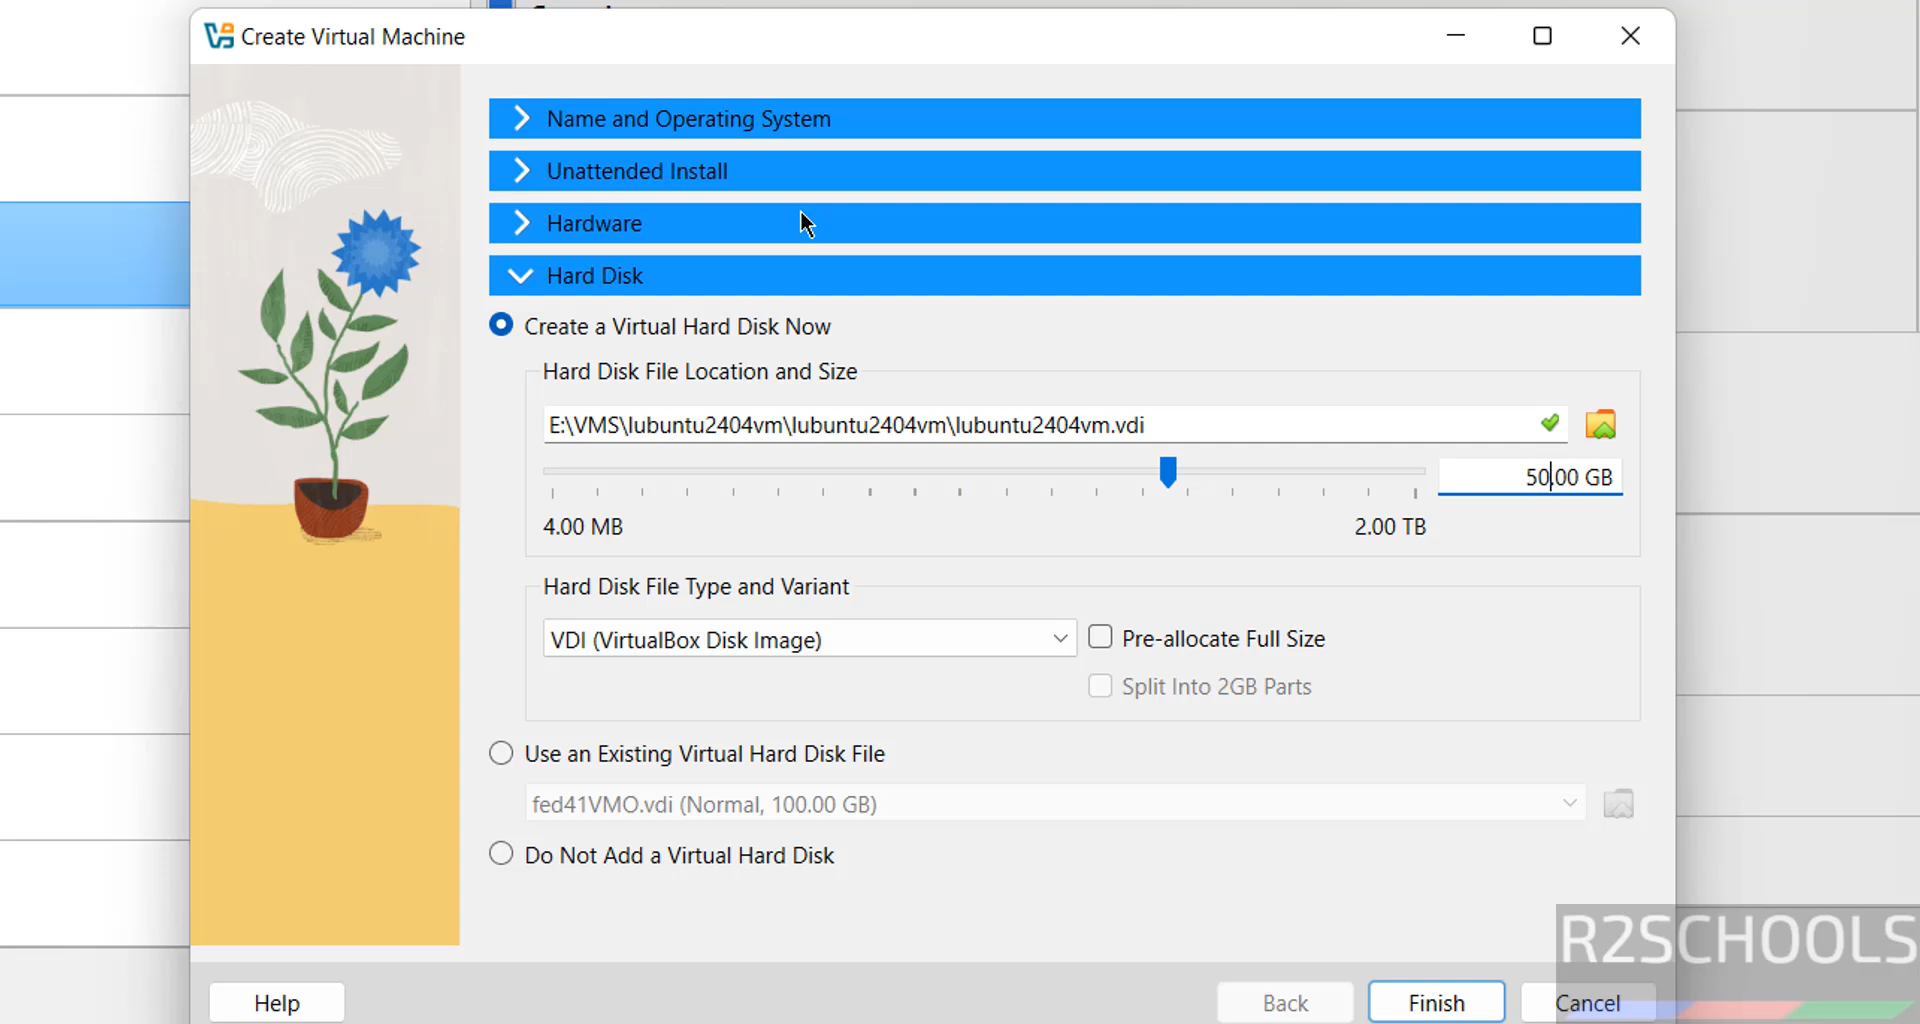 Create Virtual Machine
Name and Operating System
Unattended Install
Hardware
Hard Disk
Create a Virtual Hard Disk Now
Hard Disk File Location and Size
E:\VMS\lubuntu2404vm\lubuntu2404vm\lubuntu2404vm.vdi
50.00 GB
4.00 MB
2.00 TB
Hard Disk File Type and Variant
VDI (VirtualBox Disk Image)
Pre-allocate Full Size
Split Into 2GB Parts
Use an Existing Virtual Hard Disk File
fed41VMO.vdi (Normal, 100.00 GB)
Do Not Add a Virtual Hard Disk
R2SCHOOLS
Help
Back
Finish
Cancel